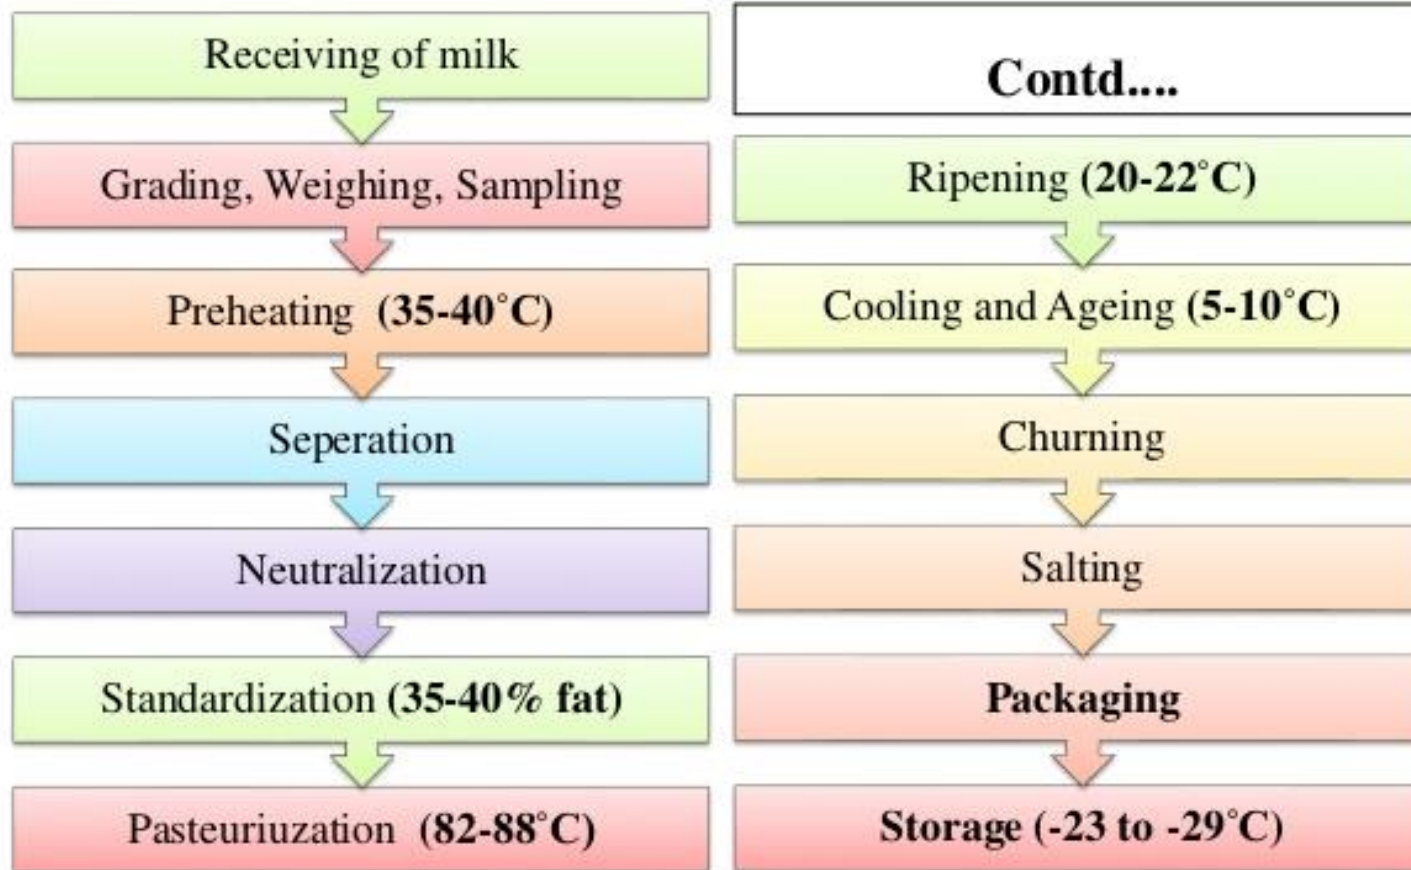 Receiving of milk
Grading, Weighing, Sampling
Preheating (35-40°C)
Seperation
Neutralization
Standardization (35-40% fat)
Pasteuriuzation (82-88°C)
Contd....
Ripening (20-22°C)
Cooling and Ageing (5-10°C)
Churning
Salting
Packaging
Storage (-23 to -29°C)